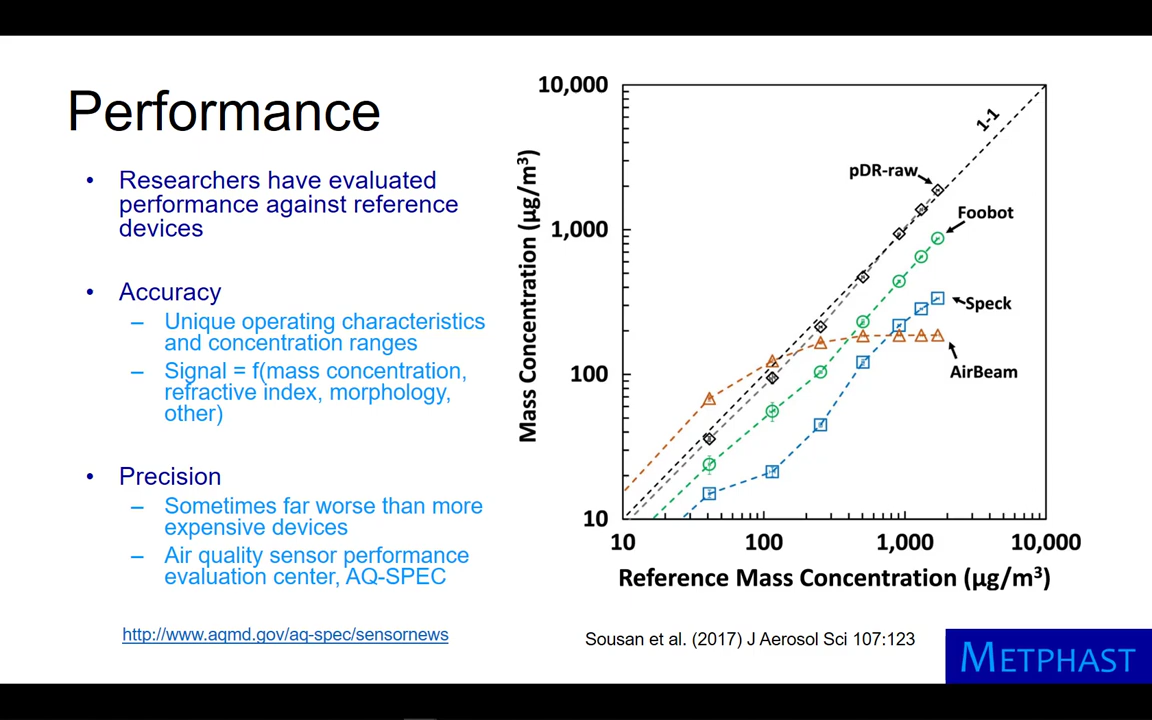 Performance
• Researchers have evaluated
performance against reference
devices
• Accuracy
– Unique operating characteristics
and concentration ranges
– Signal = f(mass concentration,
refractive index, morphology,
other)
• Precision
– Sometimes far worse than more
expensive devices
– Air quality sensor performance
evaluation center, AQ-SPEC
http://www.aqmd.gov/aq-spec/sensornews
Mass Concentration (µg/m³)
10,000
1,000
100
10
1-1
pDR-raw
Foobot
Speck
AirBeam
10 100 1,000 10,000
Reference Mass Concentration (µg/m³)
Sousan et al. (2017) J Aerosol Sci 107:123
METPHAST